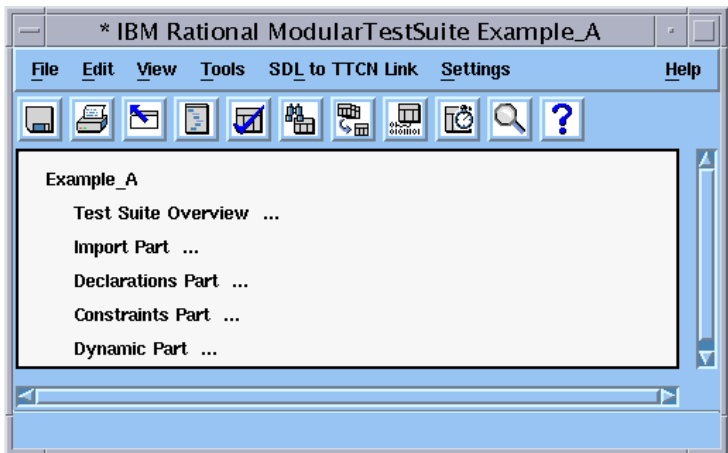 * IBM Rational ModularTestSuite Example_A
File Edit View Tools SDL to TTCN Link Settings Help
Example_A
Test Suite Overview ...
Import Part ...
Declarations Part ...
Constraints Part ...
Dynamic Part ...